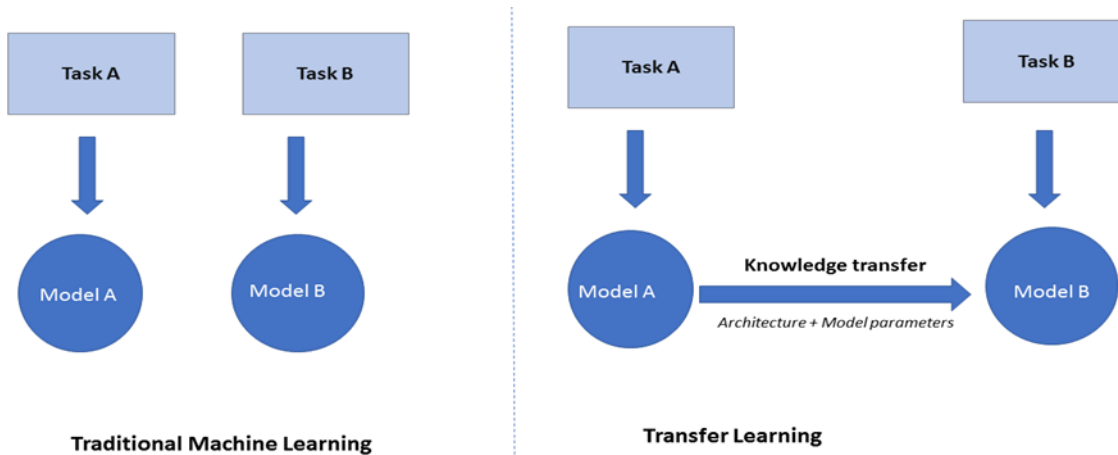 Task A
Task B
Model A
Model B
Traditional Machine Learning
Task A
Task B
Model A
Knowledge transfer
Architecture + Model parameters
Model B
Transfer Learning